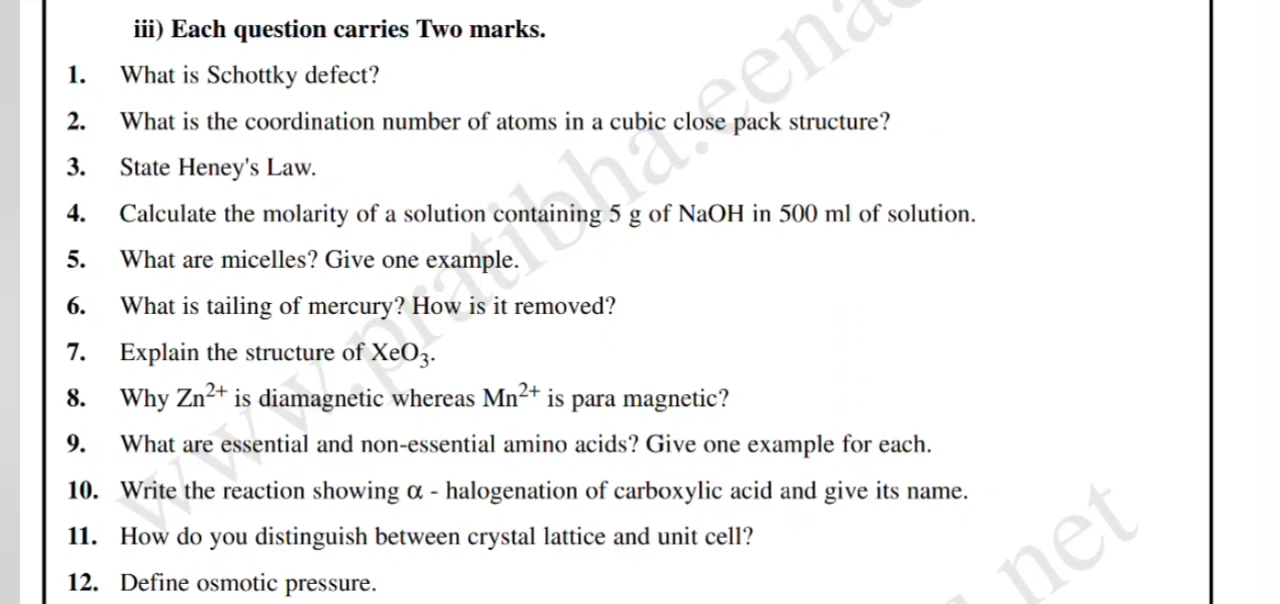 iii) Each question carries Two marks.
1. What is Schottky defect?
2. What is the coordination number of atoms in a cubic close pack structure?
3. State Heney's Law.
4. Calculate the molarity of a solution containing 5 g of NaOH in 500 ml of solution.
5. What are micelles? Give one example.
6. What is tailing of mercury? How is it removed?
7. Explain the structure of XeO₃.
8. Why Zn²⁺ is diamagnetic whereas Mn²⁺ is para magnetic?
9. What are essential and non-essential amino acids? Give one example for each.
10. Write the reaction showing α - halogenation of carboxylic acid and give its name.
11. How do you distinguish between crystal lattice and unit cell?
12. Define osmotic pressure.
www.pratibha.eena
net